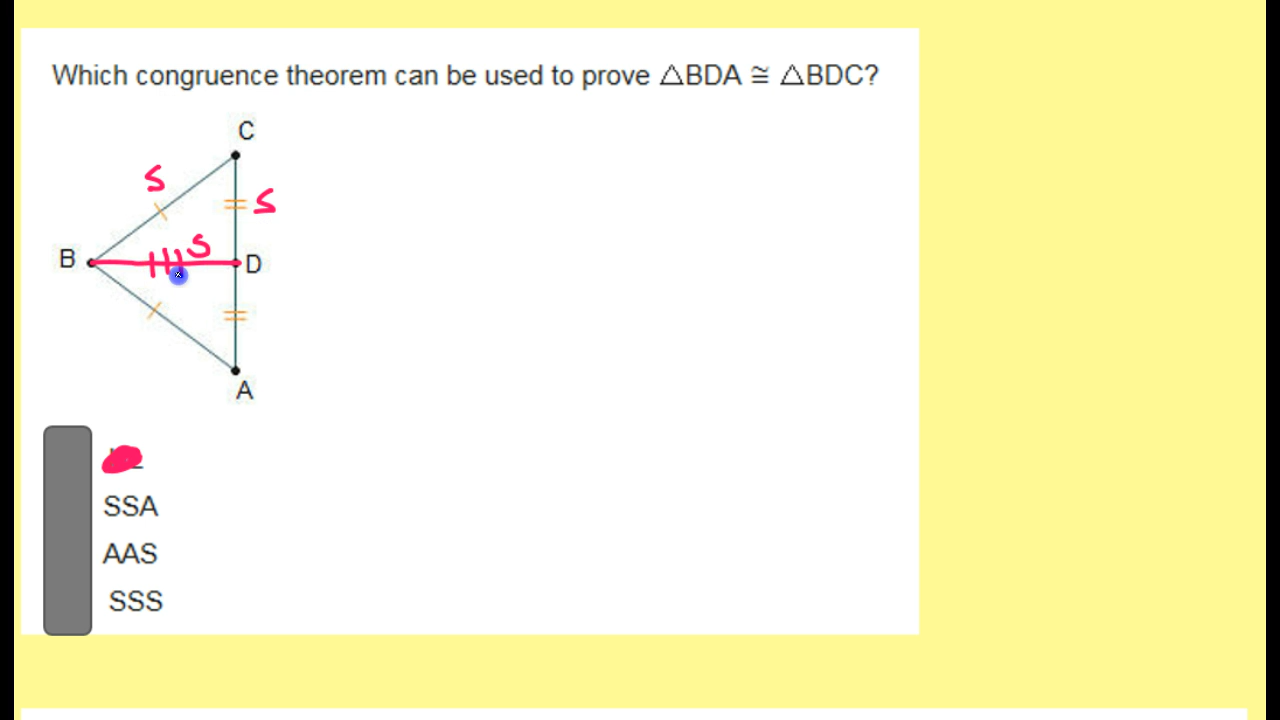 Which congruence theorem can be used to prove △BDA ≅ △BDC?
C
S
S
S
B
D
A
SSA
AAS
SSS